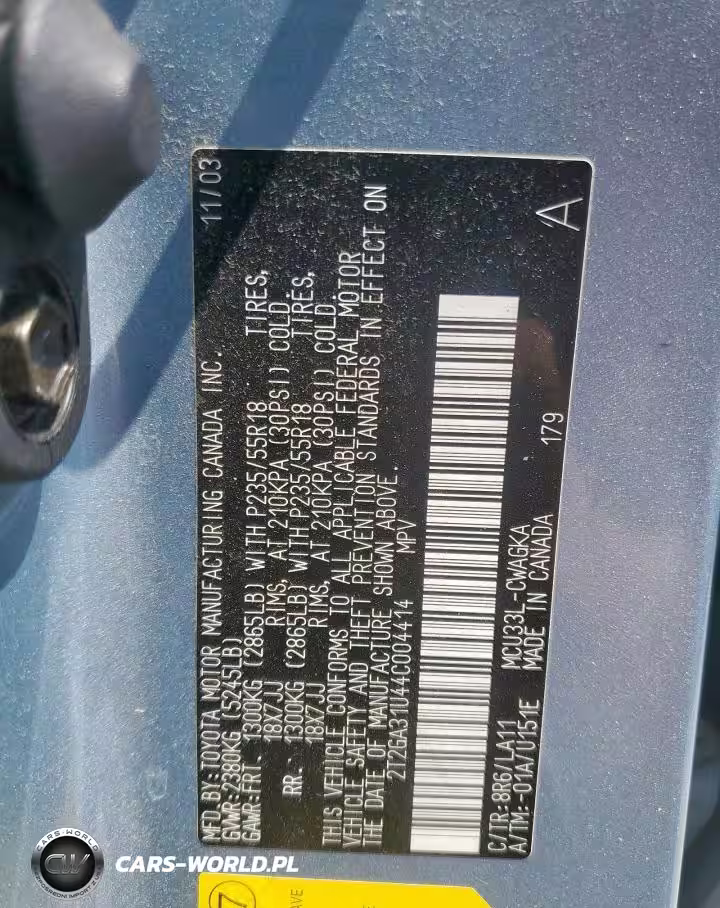 MFD BY:TOYOTA MOTOR MANUFACTURING CANADA INC. 11/03
GVWR:2380KG (5245LB)
GAWR:FRT. 1300KG (2865LB) WITH P235/55R18 TIRES,
18X7JJ RIMS, AT 210KPA (30PSI) COLD.
RR. 1300KG (2865LB) WITH P235/55R18 TIRES,
18X7JJ RIMS, AT 210KPA (30PSI) COLD.
THIS VEHICLE CONFORMS TO ALL APPLICABLE FEDERAL MOTOR
VEHICLE SAFETY AND THEFT PREVENTION STANDARDS IN EFFECT ON
THE DATE OF MANUFACTURE SHOWN ABOVE.
2T2GA31U44C004414 MPV
C/TR:8R6/LA11 MCU33L-CWAGKA 179 A
A/TM:-01A/U151E MADE IN CANADA
CARS-WORLD
CW
CARS-WORLD.PL
7